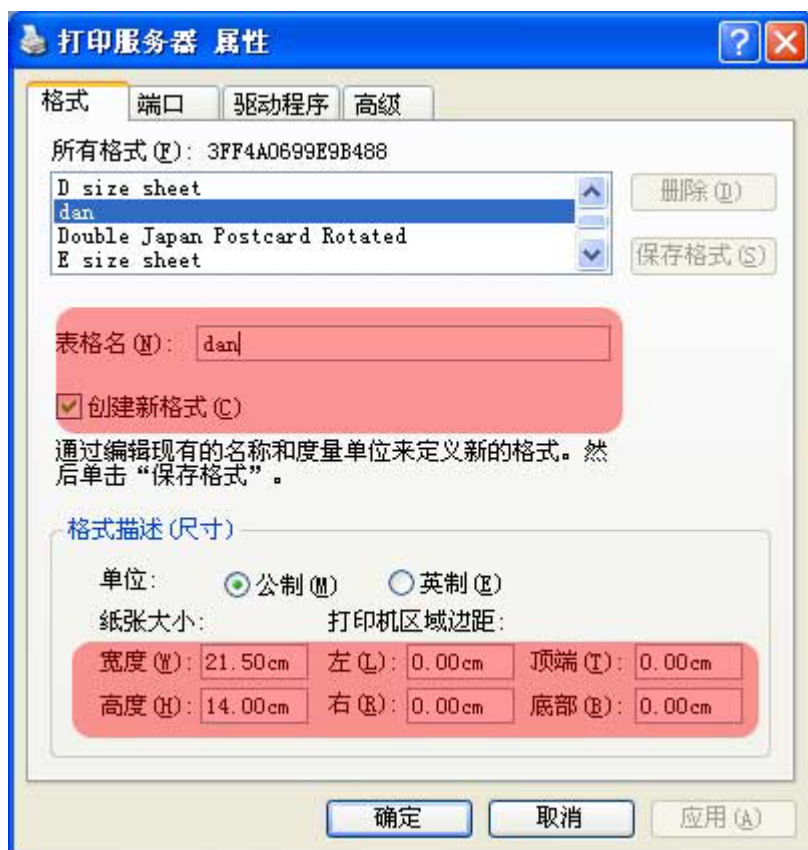 打印服务器 属性
格式 端口 驱动程序 高级
所有格式(F): 3FF4A0699E9B488
D size sheet
dan
Double Japan Postcard Rotated
E size sheet
删除(D)
保存格式(S)
表格名(N): dan
创建新格式(C)
通过编辑现有的名称和度量单位来定义新的格式。然
后单击“保存格式”。
格式描述(尺寸)
单位: 公制(M) 英制(E)
纸张大小: 打印机区域边距:
宽度(W): 21.50cm 左(L): 0.00cm 顶端(T): 0.00cm
高度(H): 14.00cm 右(R): 0.00cm 底部(B): 0.00cm
确定 取消 应用(A)